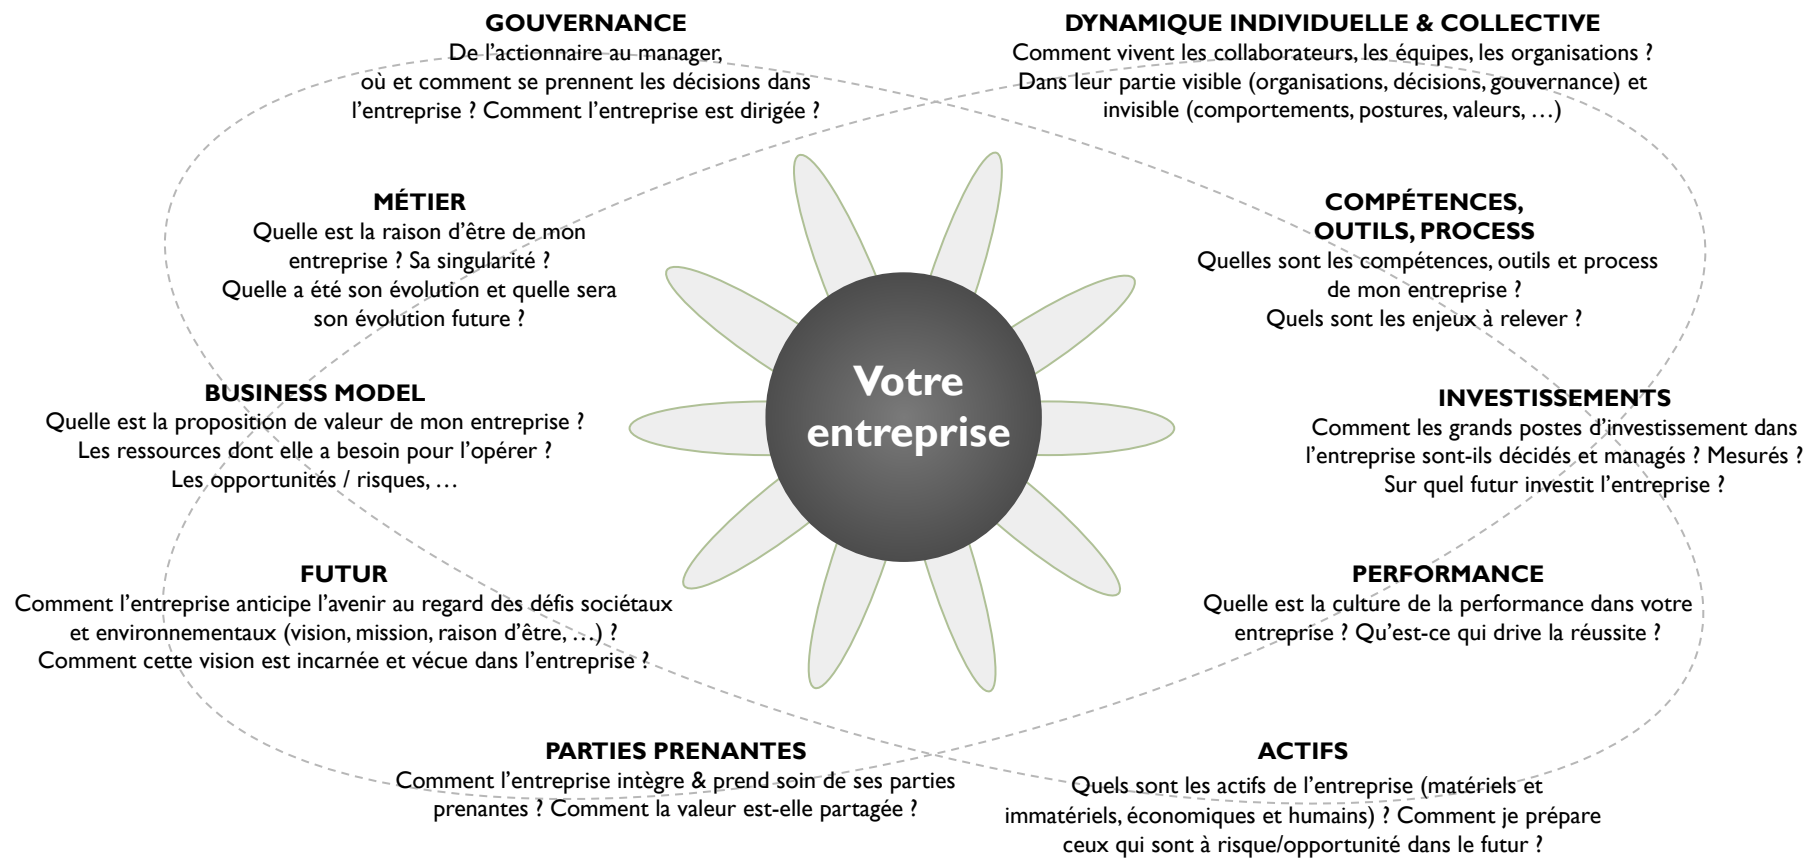 GOUVERNANCE
De l'actionnaire au manager,
où et comment se prennent les décisions dans
l'entreprise ? Comment l'entreprise est dirigée ?
DYNAMIQUE INDIVIDUELLE & COLLECTIVE
Comment vivent les collaborateurs, les équipes, les organisations ?
Dans leur partie visible (organisations, décisions, gouvernance) et
invisible (comportements, postures, valeurs, …)
MÉTIER
Quelle est la raison d'être de mon
entreprise ? Sa singularité ?
Quelle a été son évolution et quelle sera
son évolution future ?
COMPÉTENCES,
OUTILS, PROCESS
Quelles sont les compétences, outils et process
de mon entreprise ?
Quels sont les enjeux à relever ?
Votre
entreprise
BUSINESS MODEL
Quelle est la proposition de valeur de mon entreprise ?
Les ressources dont elle a besoin pour l'opérer ?
Les opportunités / risques, …
INVESTISSEMENTS
Comment les grands postes d'investissement dans
l'entreprise sont-ils décidés et managés ? Mesurés ?
Sur quel futur investit l'entreprise ?
FUTUR
Comment l'entreprise anticipe l'avenir au regard des défis sociétaux
et environnementaux (vision, mission, raison d'être, …) ?
Comment cette vision est incarnée et vécue dans l'entreprise ?
PERFORMANCE
Quelle est la culture de la performance dans votre
entreprise ? Qu'est-ce qui drive la réussite ?
PARTIES PRENANTES
Comment l'entreprise intègre & prend soin de ses parties
prenantes ? Comment la valeur est-elle partagée ?
ACTIFS
Quels sont les actifs de l'entreprise (matériels et
immatériels, économiques et humains) ? Comment je prépare
ceux qui sont à risque/opportunité dans le futur ?